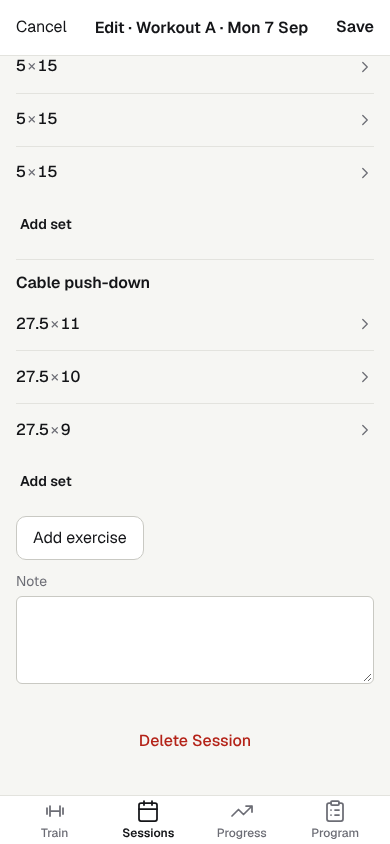 Cancel Edit · Workout A · Mon 7 Sep Save
5×15
5×15
5×15
Add set
Cable push-down
27.5×11
27.5×10
27.5×9
Add set
Add exercise
Note
Delete Session
Train Sessions Progress Program